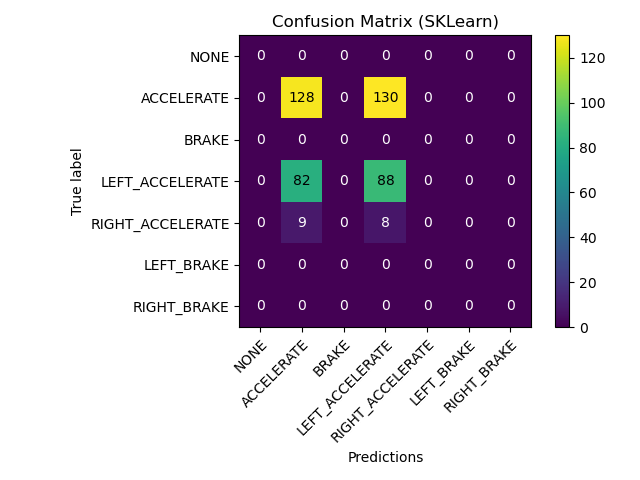 Confusion Matrix (SKLearn)
True label
NONE 0 0 0 0 0 0 0
ACCELERATE 0 128 0 130 0 0 0
BRAKE 0 0 0 0 0 0 0
LEFT_ACCELERATE 0 82 0 88 0 0 0
RIGHT_ACCELERATE 0 9 0 8 0 0 0
LEFT_BRAKE 0 0 0 0 0 0 0
RIGHT_BRAKE 0 0 0 0 0 0 0
NONE
ACCELERATE
BRAKE
LEFT_ACCELERATE
RIGHT_ACCELERATE
LEFT_BRAKE
RIGHT_BRAKE
Predictions
120
100
80
60
40
20
0